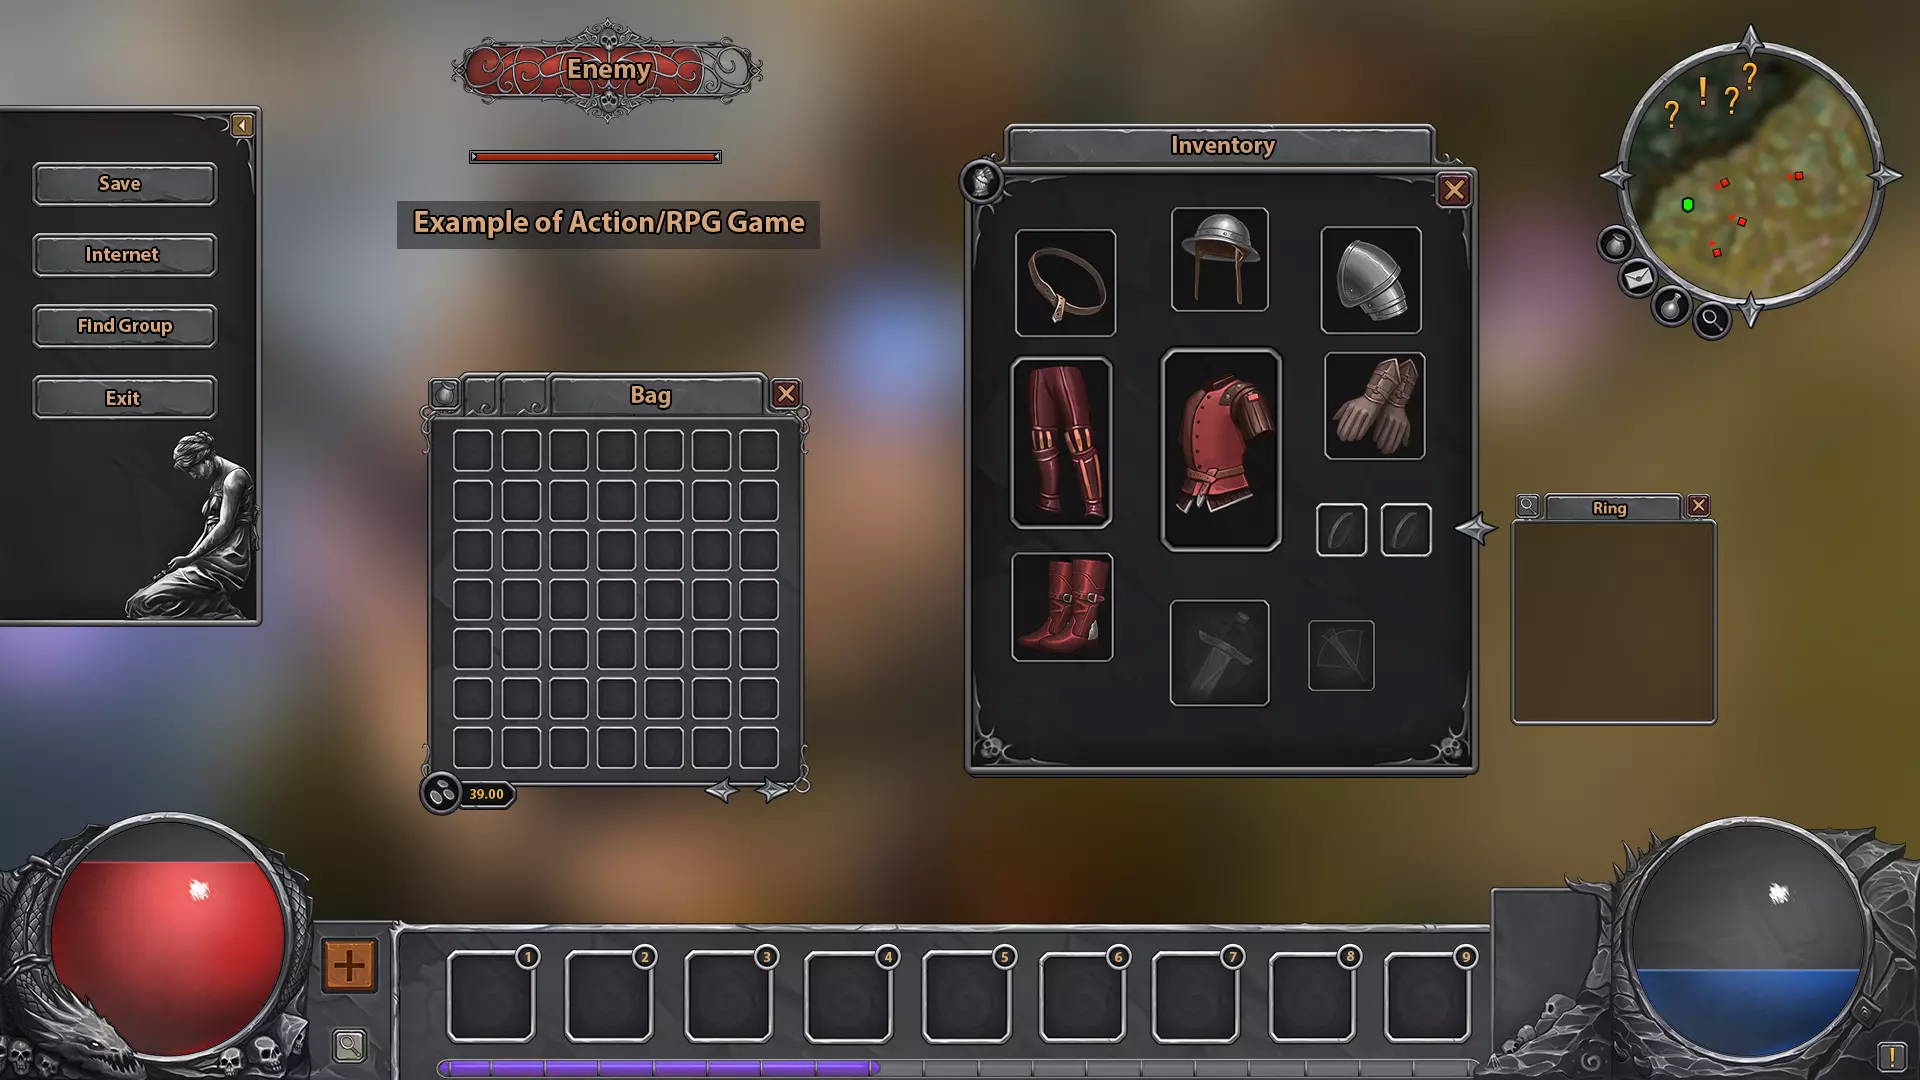 Enemy
? ! ? ?
Save
Internet
Find Group
Exit
Example of Action/RPG Game
Inventory
Bag
Ring
39.00
1 2 3 4 5 6 7 8 9
!